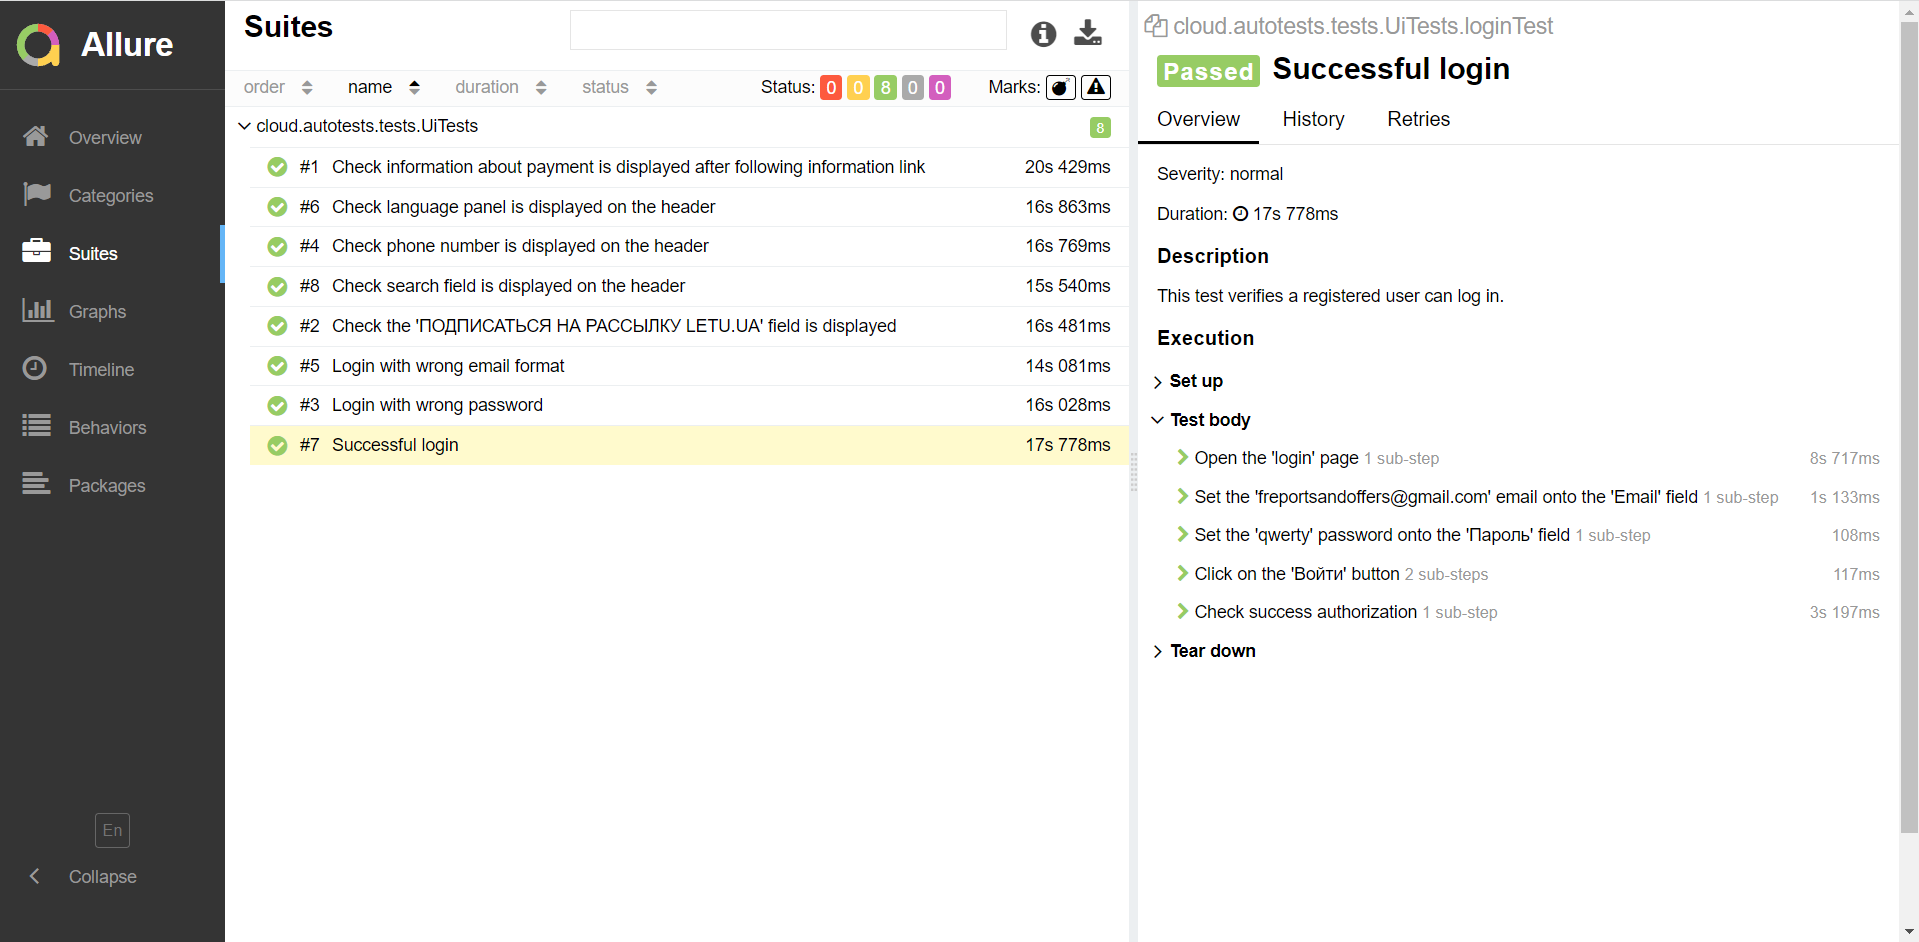 Allure
Overview
Categories
Suites
Graphs
Timeline
Behaviors
Packages
En
Collapse
Suites
order name duration status Status: 0 0 8 0 0 Marks:
cloud.autotests.tests.UiTests 8
#1 Check information about payment is displayed after following information link 20s 429ms
#6 Check language panel is displayed on the header 16s 863ms
#4 Check phone number is displayed on the header 16s 769ms
#8 Check search field is displayed on the header 15s 540ms
#2 Check the 'ПОДПИСАТЬСЯ НА РАССЫЛКУ LETU.UA' field is displayed 16s 481ms
#5 Login with wrong email format 14s 081ms
#3 Login with wrong password 16s 028ms
#7 Successful login 17s 778ms
cloud.autotests.tests.UiTests.loginTest
Passed Successful login
Overview History Retries
Severity: normal
Duration: 17s 778ms
Description
This test verifies a registered user can log in.
Execution
Set up
Test body
Open the 'login' page 1 sub-step 8s 717ms
Set the 'freportsandoffers@gmail.com' email onto the 'Email' field 1 sub-step 1s 133ms
Set the 'qwerty' password onto the 'Пароль' field 1 sub-step 108ms
Click on the 'Войти' button 2 sub-steps 117ms
Check success authorization 1 sub-step 3s 197ms
Tear down